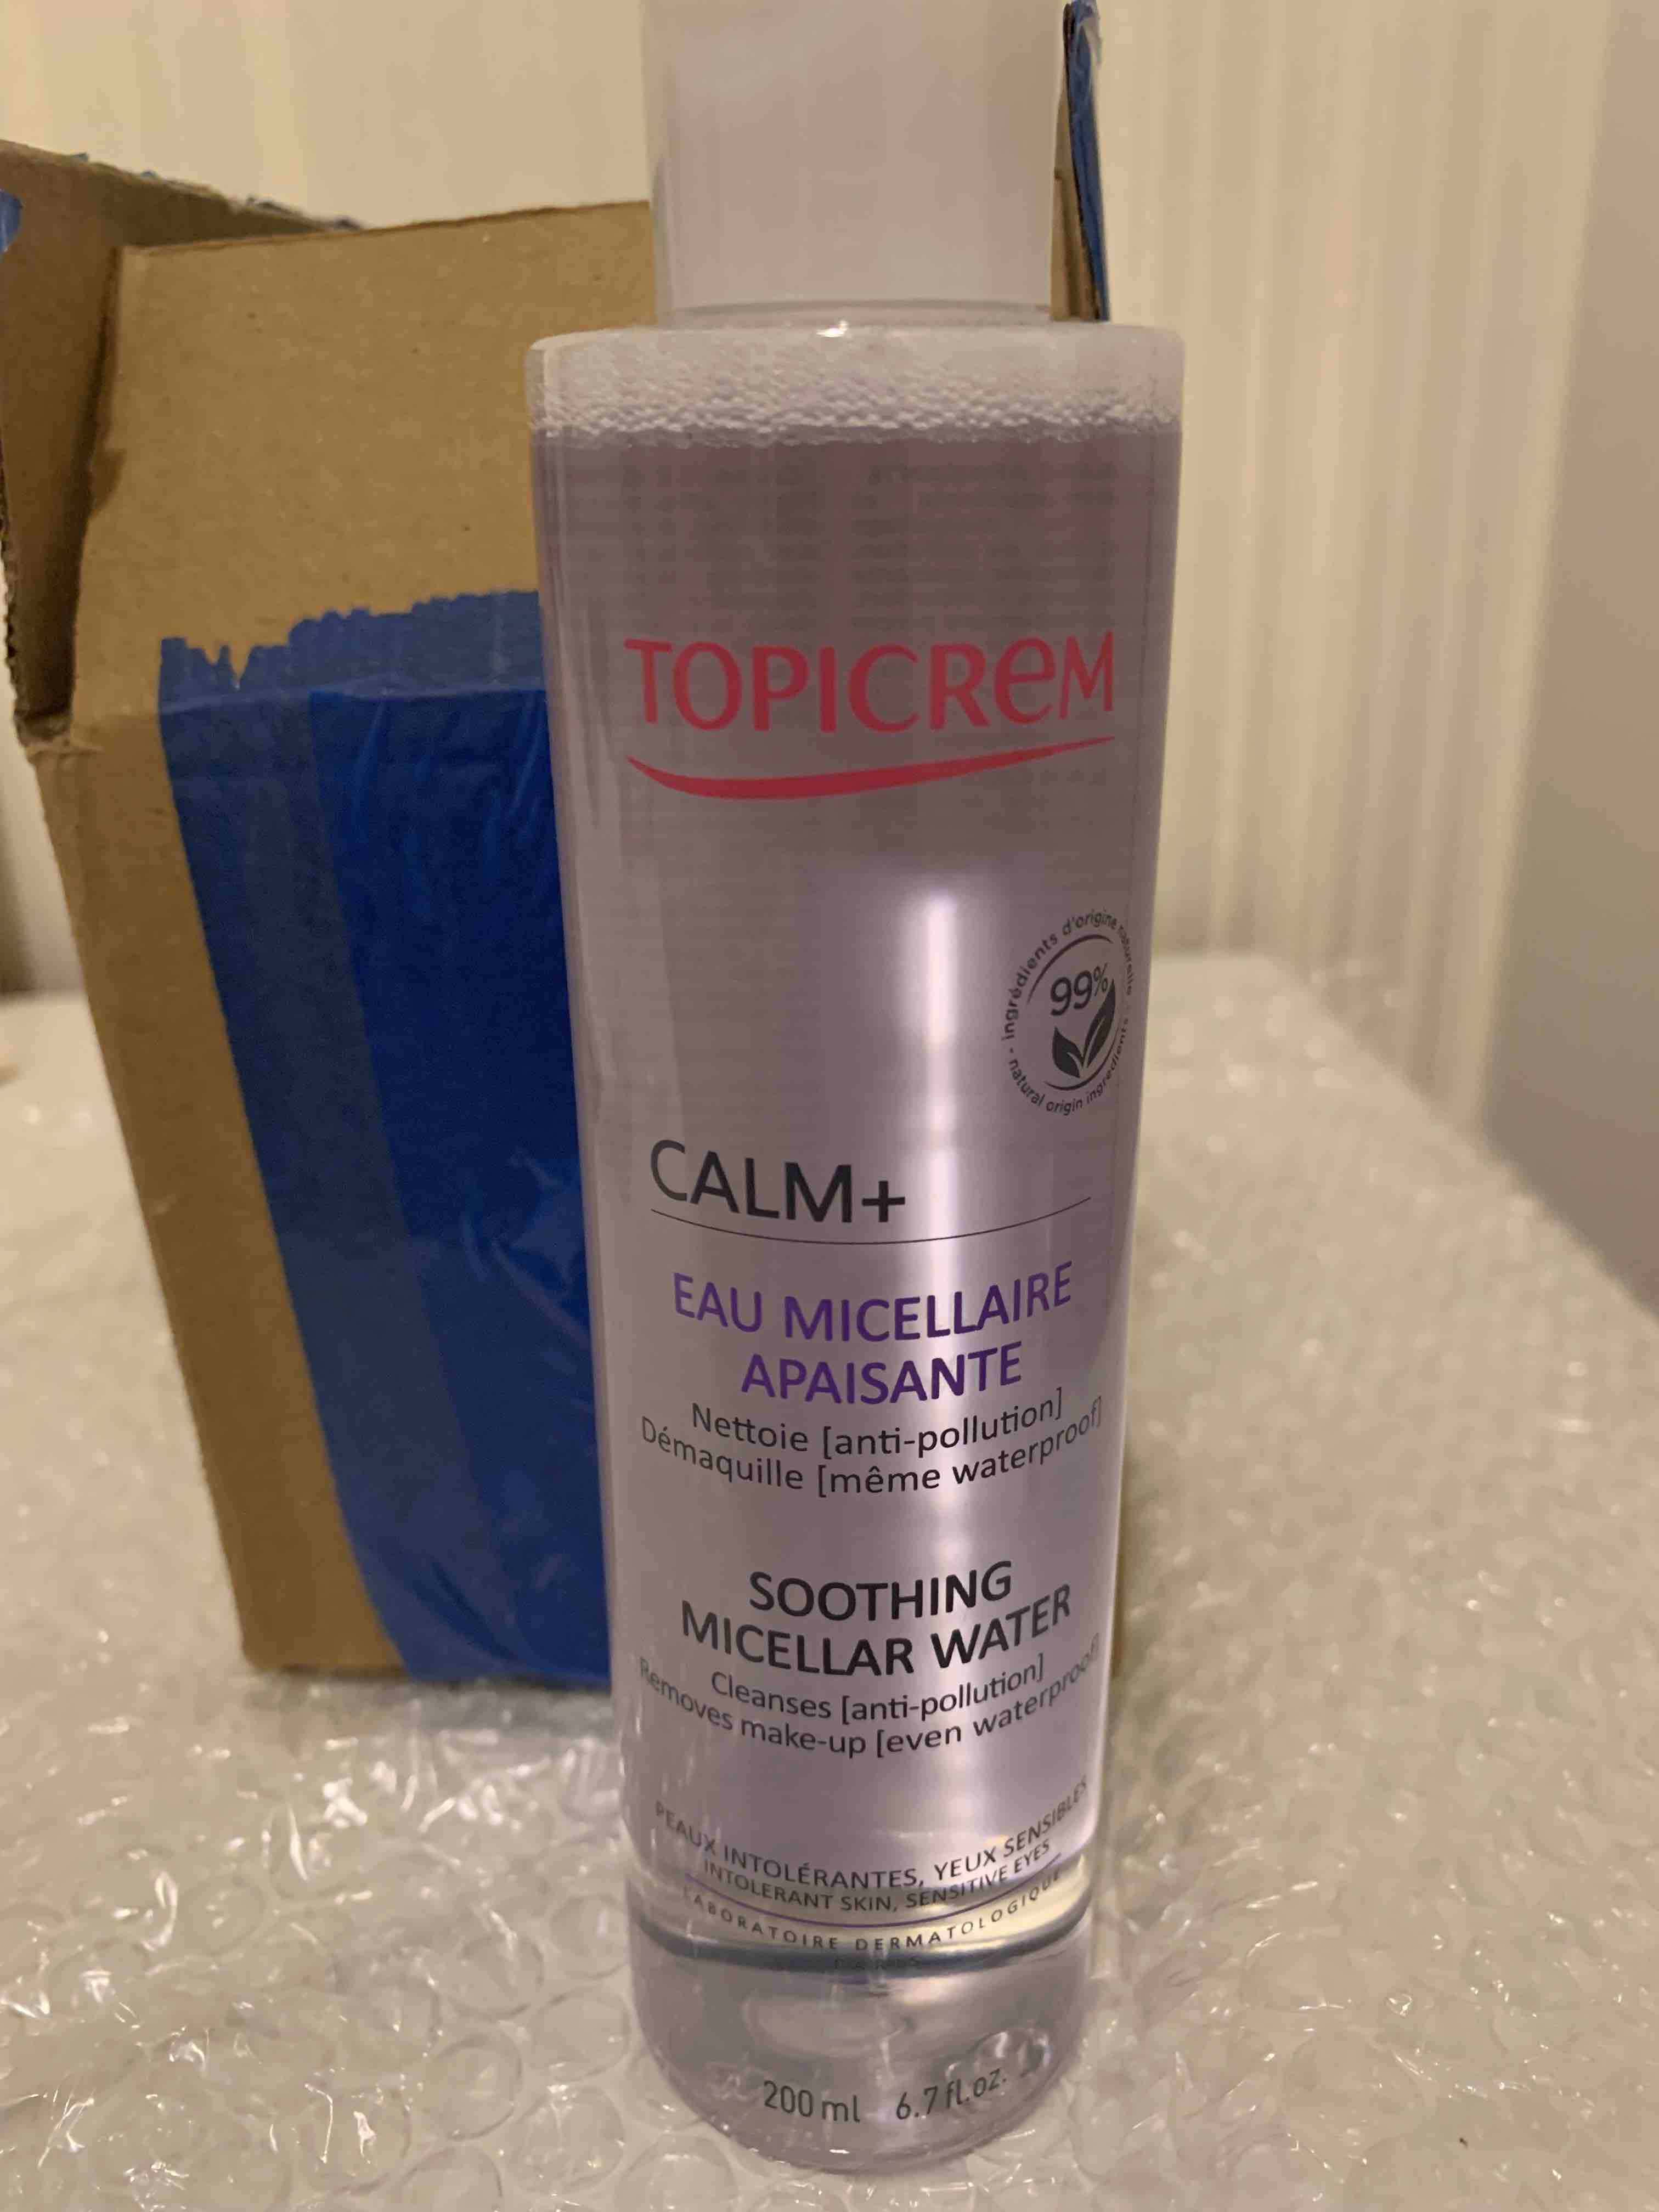 TOPICREM
- ingrédients d'origine naturelle -
99%
natural origin ingredients
CALM+
EAU MICELLAIRE
APAISANTE
Nettoie [anti-pollution]
Démaquille [même waterproof]
SOOTHING
MICELLAR WATER
Cleanses [anti-pollution]
Removes make-up [even waterproof]
PEAUX INTOLÉRANTES, YEUX SENSIBLES
INTOLERANT SKIN, SENSITIVE EYES
LABORATOIRE DERMATOLOGIQUE
PARIS
200 ml 6.7 fl.oz.